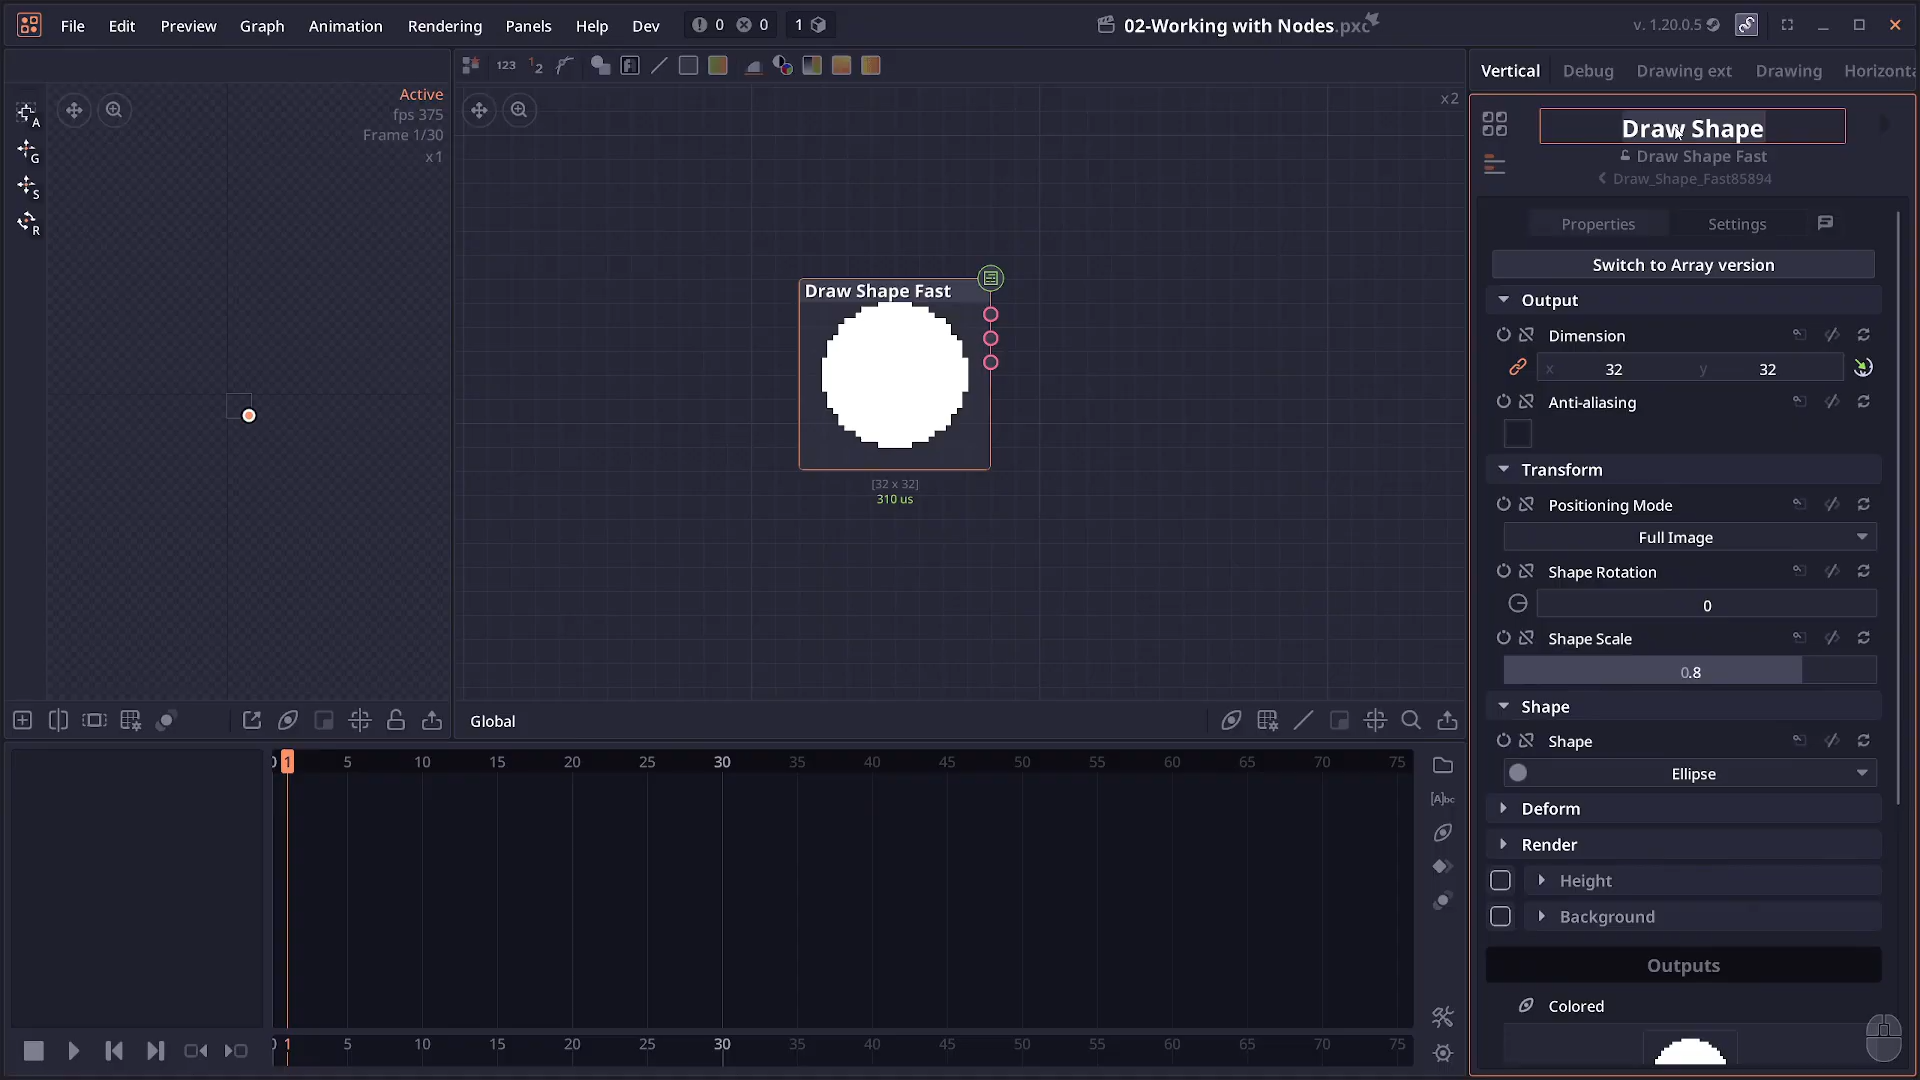 File Edit Preview Graph Animation Rendering Panels Help Dev 0 0 1
02-Working with Nodes.pxc
v. 1.20.0.5
A
G
S
R
Active
fps 375
Frame 1/30
x1
123
x2
Draw Shape Fast
[32 x 32]
310 us
Global
Vertical Debug Drawing ext Drawing Horizonta
Draw Shape
Draw Shape Fast
Draw_Shape_Fast85894
Properties Settings
Switch to Array version
Output
Dimension
x 32 y 32
Anti-aliasing
Transform
Positioning Mode
Full Image
Shape Rotation
0
Shape Scale
0.8
Shape
Shape
Ellipse
Deform
Render
Height
Background
Outputs
Colored
0 1 5 10 15 20 25 30 35 40 45 50 55 60 65 70 75
[A]bc
0 1 5 10 15 20 25 30 35 40 45 50 55 60 65 70 75